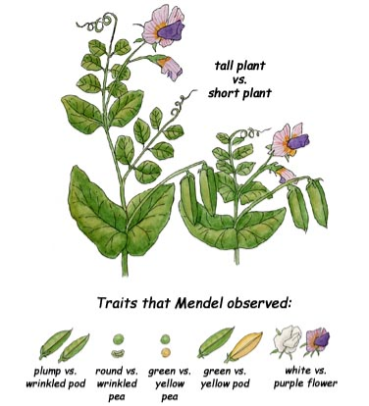 tall plant
vs.
short plant
Traits that Mendel observed:
plump vs.
wrinkled pod
round vs.
wrinkled
pea
green vs.
yellow
pea
green vs.
yellow pod
white vs.
purple flower